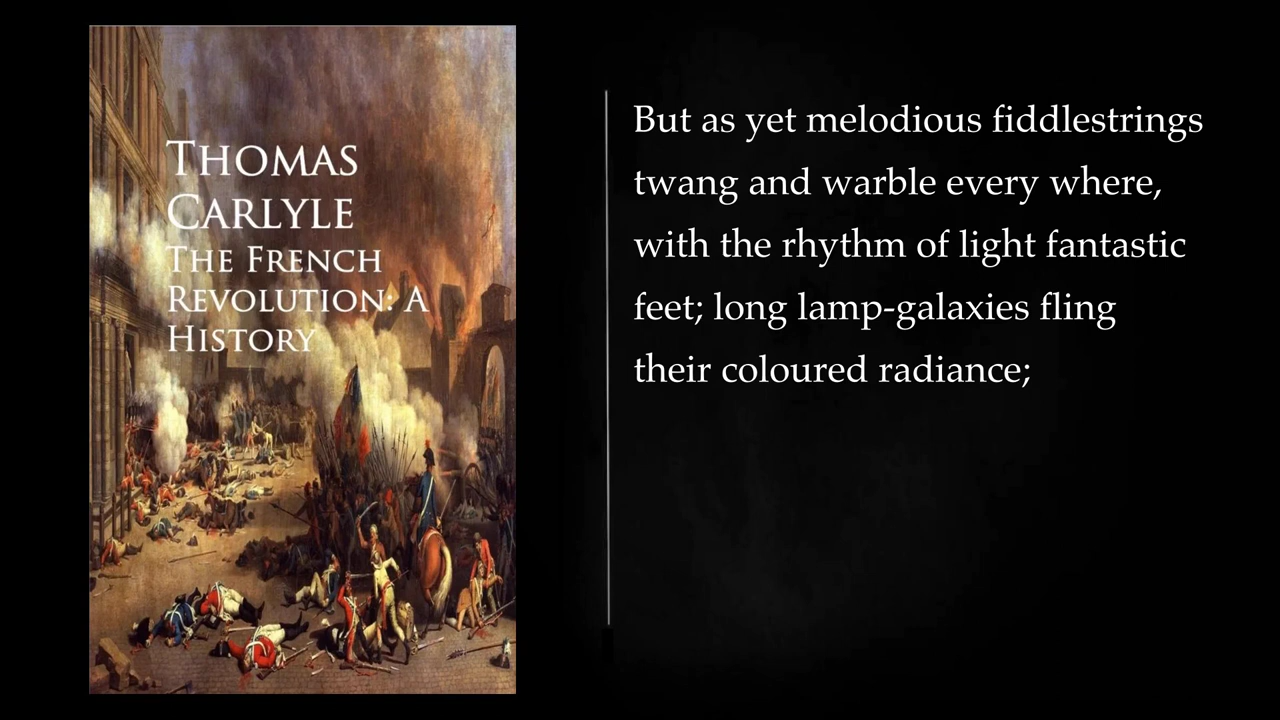 THOMAS
CARLYLE
THE FRENCH
REVOLUTION: A
HISTORY
But as yet melodious fiddlestrings
twang and warble every where,
with the rhythm of light fantastic
feet; long lamp-galaxies fling
their coloured radiance;